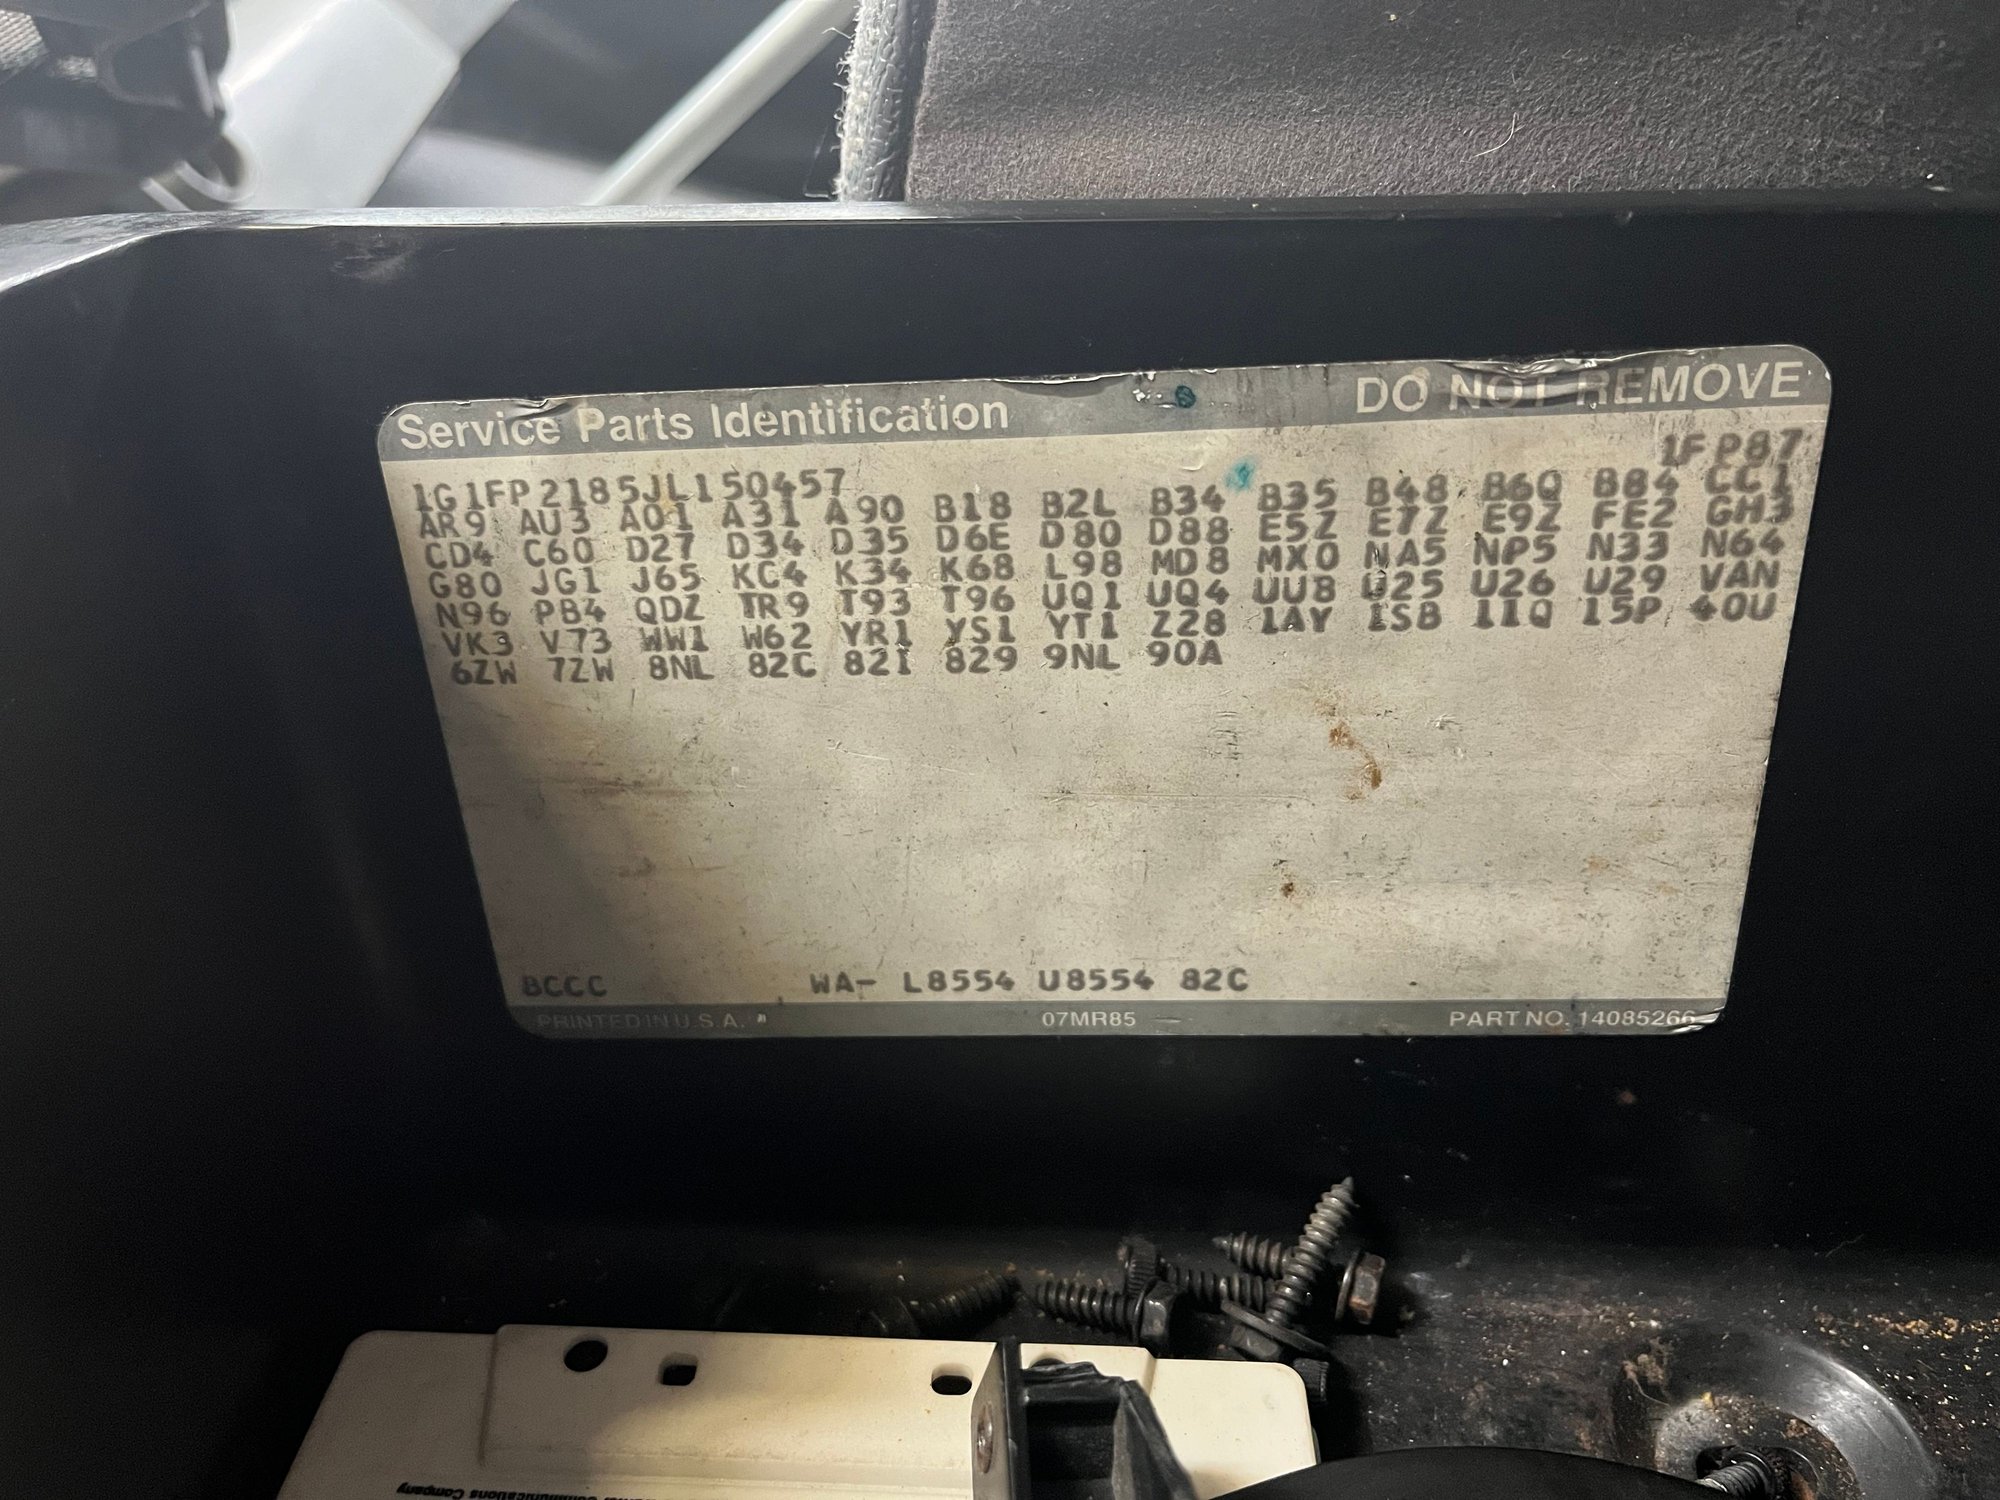 Service Parts Identification DO NOT REMOVE
1G1FP2185JL150457 1FP87
AR9 AU3 A01 A31 A90 B18 B2L B34 B35 B48 B6Q B84 CC1
CD4 C60 D27 D34 D35 D6E D80 D88 E5Z E7Z E9Z FE2 GH3
G80 JG1 J65 KC4 K34 K68 L98 MD8 MX0 NA5 NP5 N33 N64
N96 PB4 QDZ TR9 T93 T96 UQ1 UQ4 UU8 U25 U26 U29 VAN
VK3 V73 WW1 W62 YR1 YS1 YT1 Z28 1AY 1SB 11Q 15P 40U
6ZW 7ZW 8NL 82C 82I 829 9NL 90A
BCCC WA- L8554 U8554 82C
PRINTED IN U.S.A. 07MR85 PART NO. 14085266
Communications Company